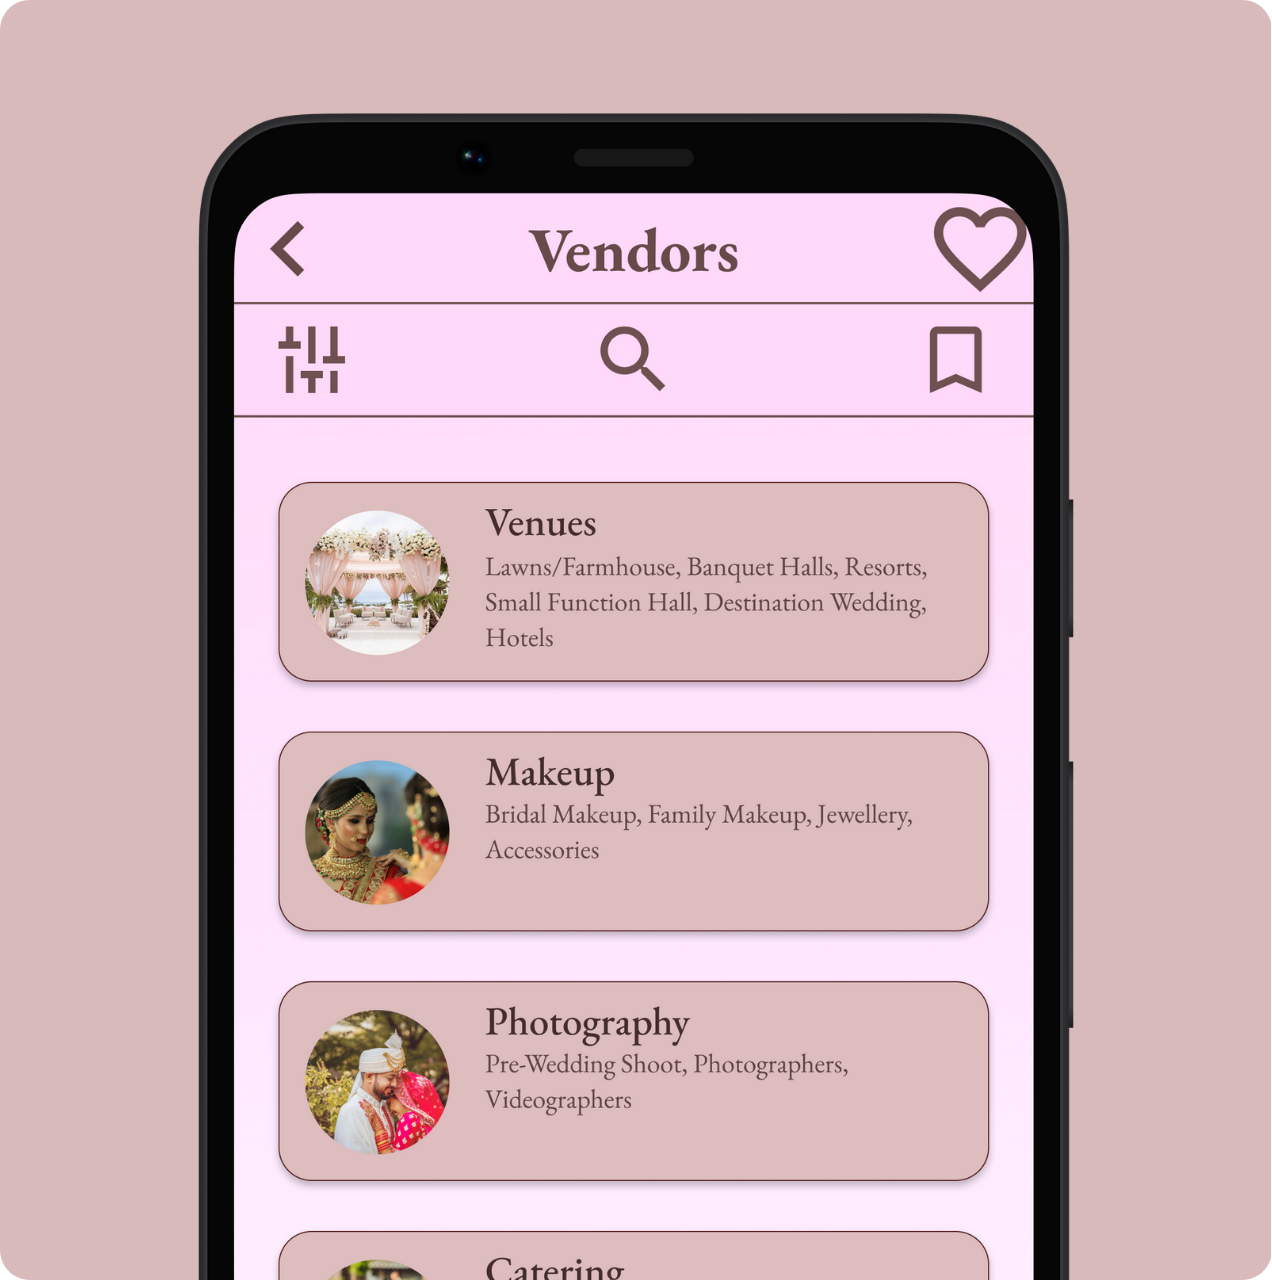 Vendors
Venues
Lawns/Farmhouse, Banquet Halls, Resorts,
Small Function Hall, Destination Wedding,
Hotels
Makeup
Bridal Makeup, Family Makeup, Jewellery,
Accessories
Photography
Pre-Wedding Shoot, Photographers,
Videographers
Catering